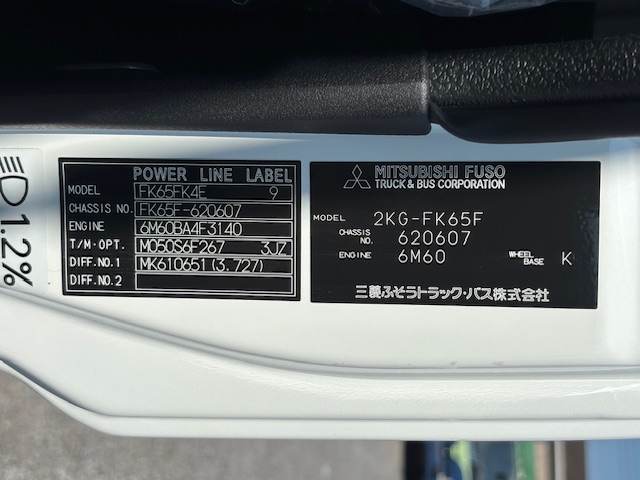 1.2%
POWER LINE LABEL
MODEL FK65FK4E 9
CHASSIS NO. FK65F-620607
ENGINE 6M60BA4F3140
T/M·OPT. M050S6F267 3JZ
DIFF.NO.1 MK610651 (3.727)
DIFF.NO.2
MITSUBISHI FUSO
TRUCK & BUS CORPORATION
MODEL 2KG-FK65F
CHASSIS NO. 620607
ENGINE 6M60 WHEEL BASE K
三菱ふそうトラック・バス株式会社